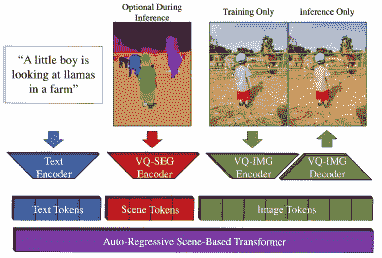 Optional During
Inference
Training Only
inference Only
"A little boy is
looking at llamas
in a farm"
Text
Encoder
VQ-SEG
Encoder
VQ-IMG
Encoder
VQ-IMG
Decoder
Text Tokens
Scene Tokens
Image Tokens
Auto-Regressive Scene-Based Transformer